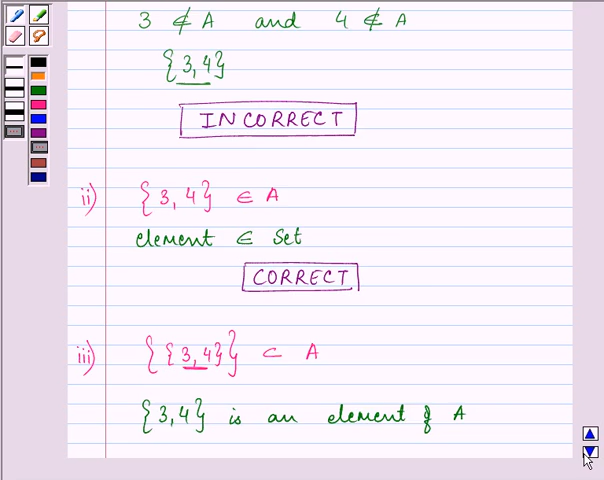 3 ∉ A and 4 ∉ A
{3,4}
INCORRECT
ii) {3, 4} ∈ A
element ∈ Set
CORRECT
iii) {{3,4}} ⊂ A
{3,4} is an element of A